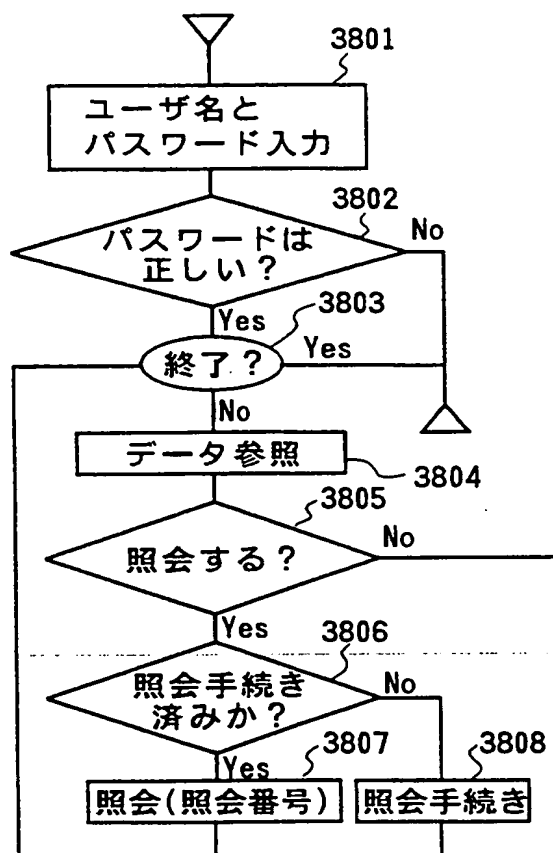 3801
ユーザ名と
パスワード入力
3802
パスワードは
正しい?
No
Yes
3803
終了?
Yes
No
データ参照
3804
3805
照会する?
No
Yes
3806
照会手続き
済みか?
No
Yes
3807
3808
照会(照会番号)
照会手続き